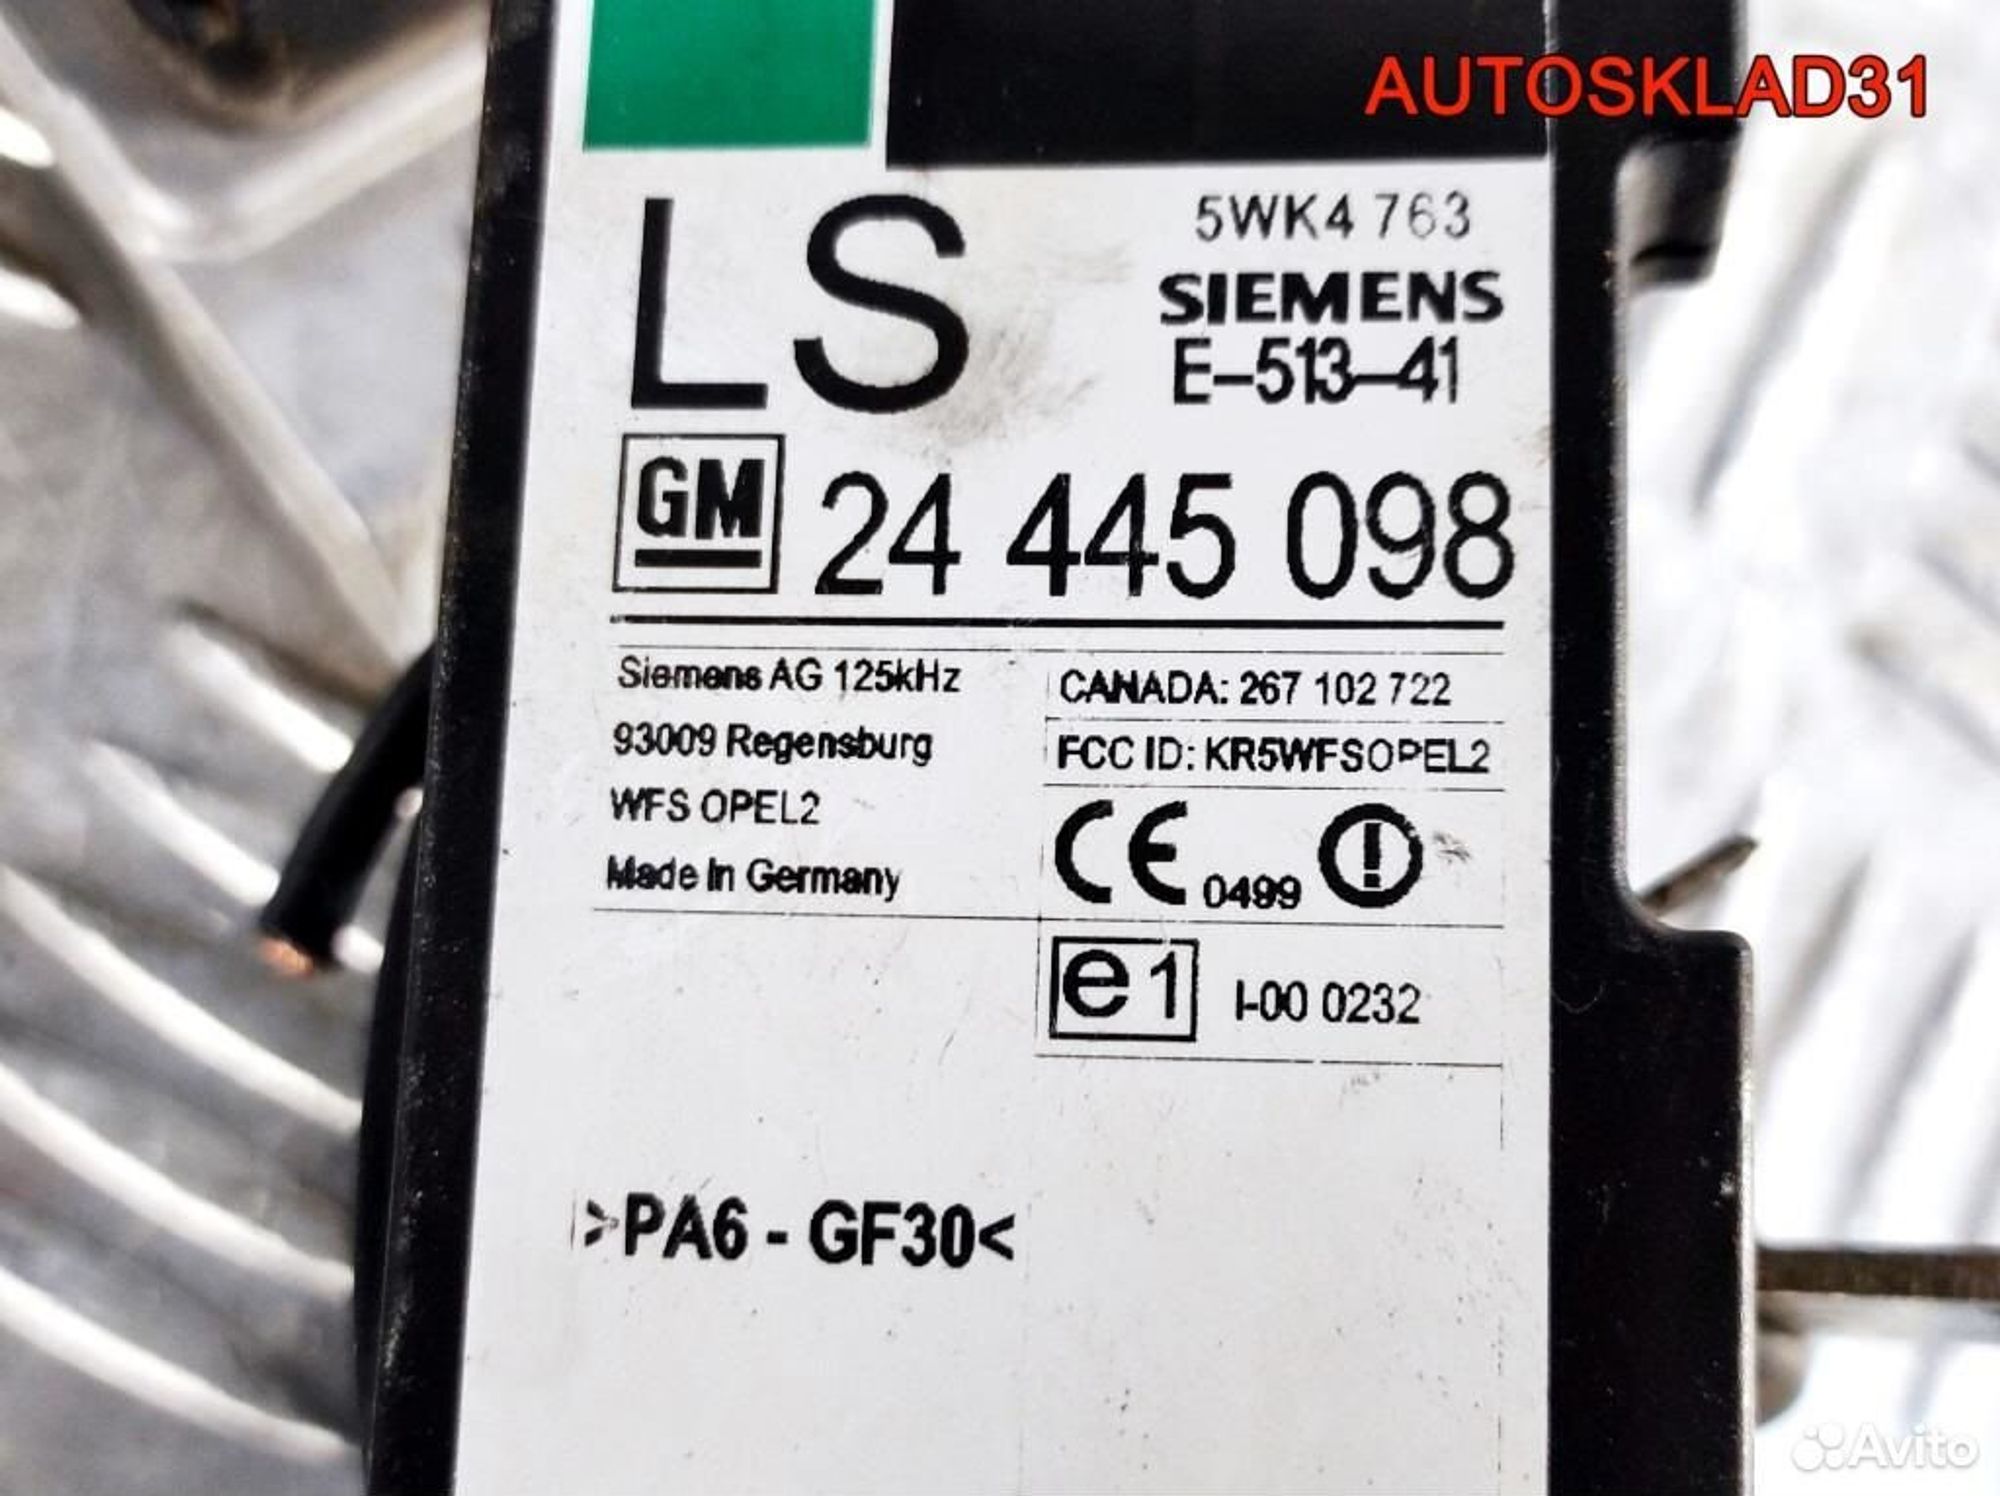 AUTOSKLAD31
LS
5WK4 763
SIEMENS
E-513-41
GM 24 445 098
Siemens AG 125kHz
93009 Regensburg
WFS OPEL2
Made In Germany
CANADA: 267 102 722
FCC ID: KR5WFSOPEL2
CE 0499
e1 I-00 0232
>PA6 - GF30<
Avito